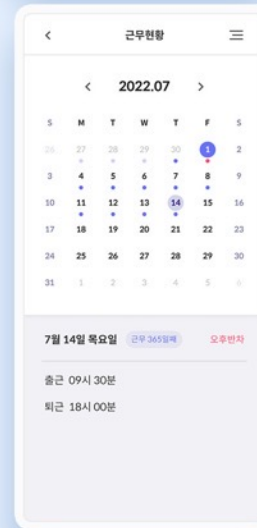 근무현황
2022.07
S M T W T F S
26 27 28 29 30 1 2
3 4 5 6 7 8 9
10 11 12 13 14 15 16
17 18 19 20 21 22 23
24 25 26 27 28 29 30
31 1 2 3 4 5 6
7월 14일 목요일 근무 365일째 오후반차
출근 09시 30분
퇴근 18시 00분